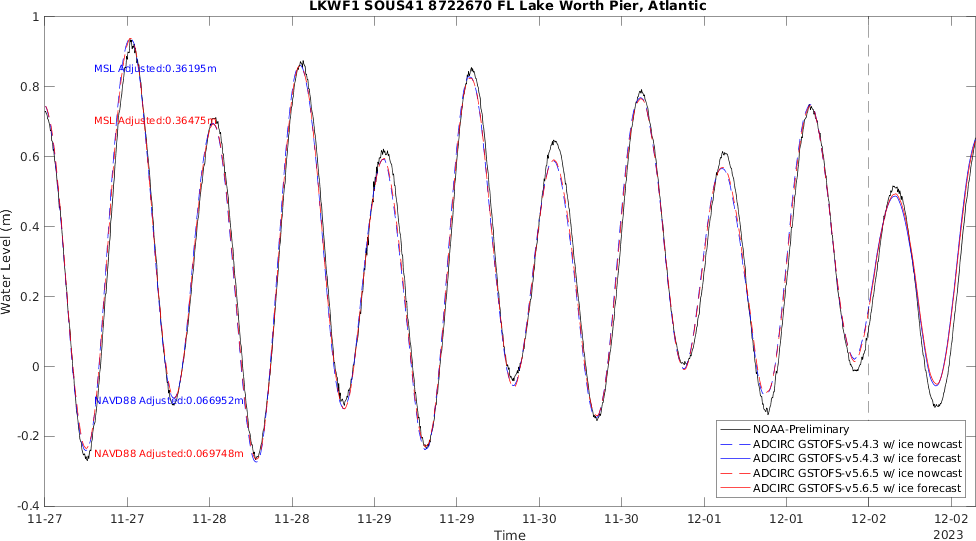 LKWF1 SOUS41 8722670 FL Lake Worth Pier, Atlantic
1
0.8
0.6
0.4
0.2
0
-0.2
-0.4
Water Level (m)
MSL Adjusted:0.36195m
MSL Adjusted:0.36475m
NAVD88 Adjusted:0.066952m
NAVD88 Adjusted:0.069748m
NOAA-Preliminary
ADCIRC GSTOFS-v5.4.3 w/ ice nowcast
ADCIRC GSTOFS-v5.4.3 w/ ice forecast
ADCIRC GSTOFS-v5.6.5 w/ ice nowcast
ADCIRC GSTOFS-v5.6.5 w/ ice forecast
11-27 11-27 11-28 11-28 11-29 11-29 11-30 11-30 12-01 12-01 12-02 12-02
Time 2023